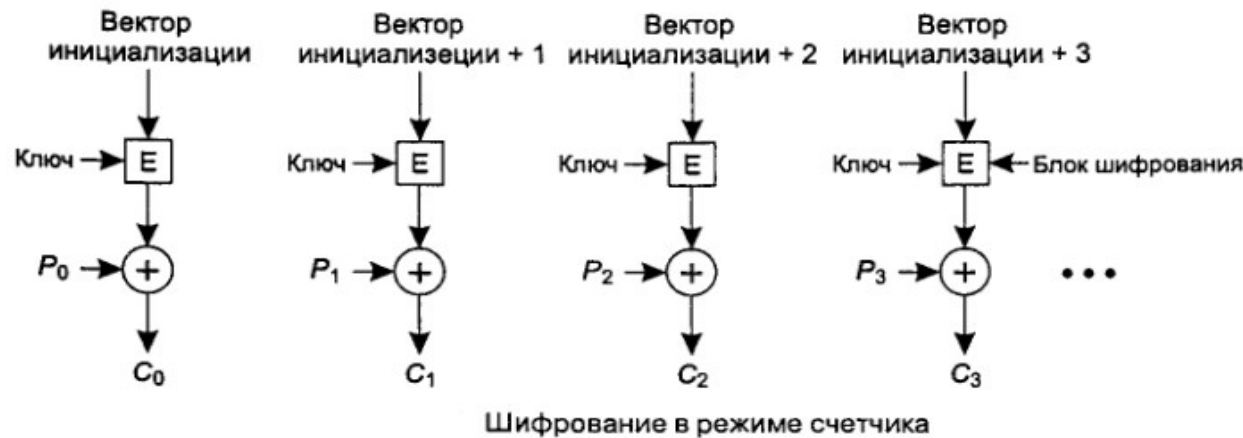 Вектор
инициализации
Вектор
инициализеции + 1
Вектор
инициализации + 2
Вектор
инициализации + 3
Ключ E
Ключ E
Ключ E
Ключ E Блок шифрования
P0 +
P1 +
P2 +
P3 + •••
C0
C1
C2
C3
Шифрование в режиме счетчика